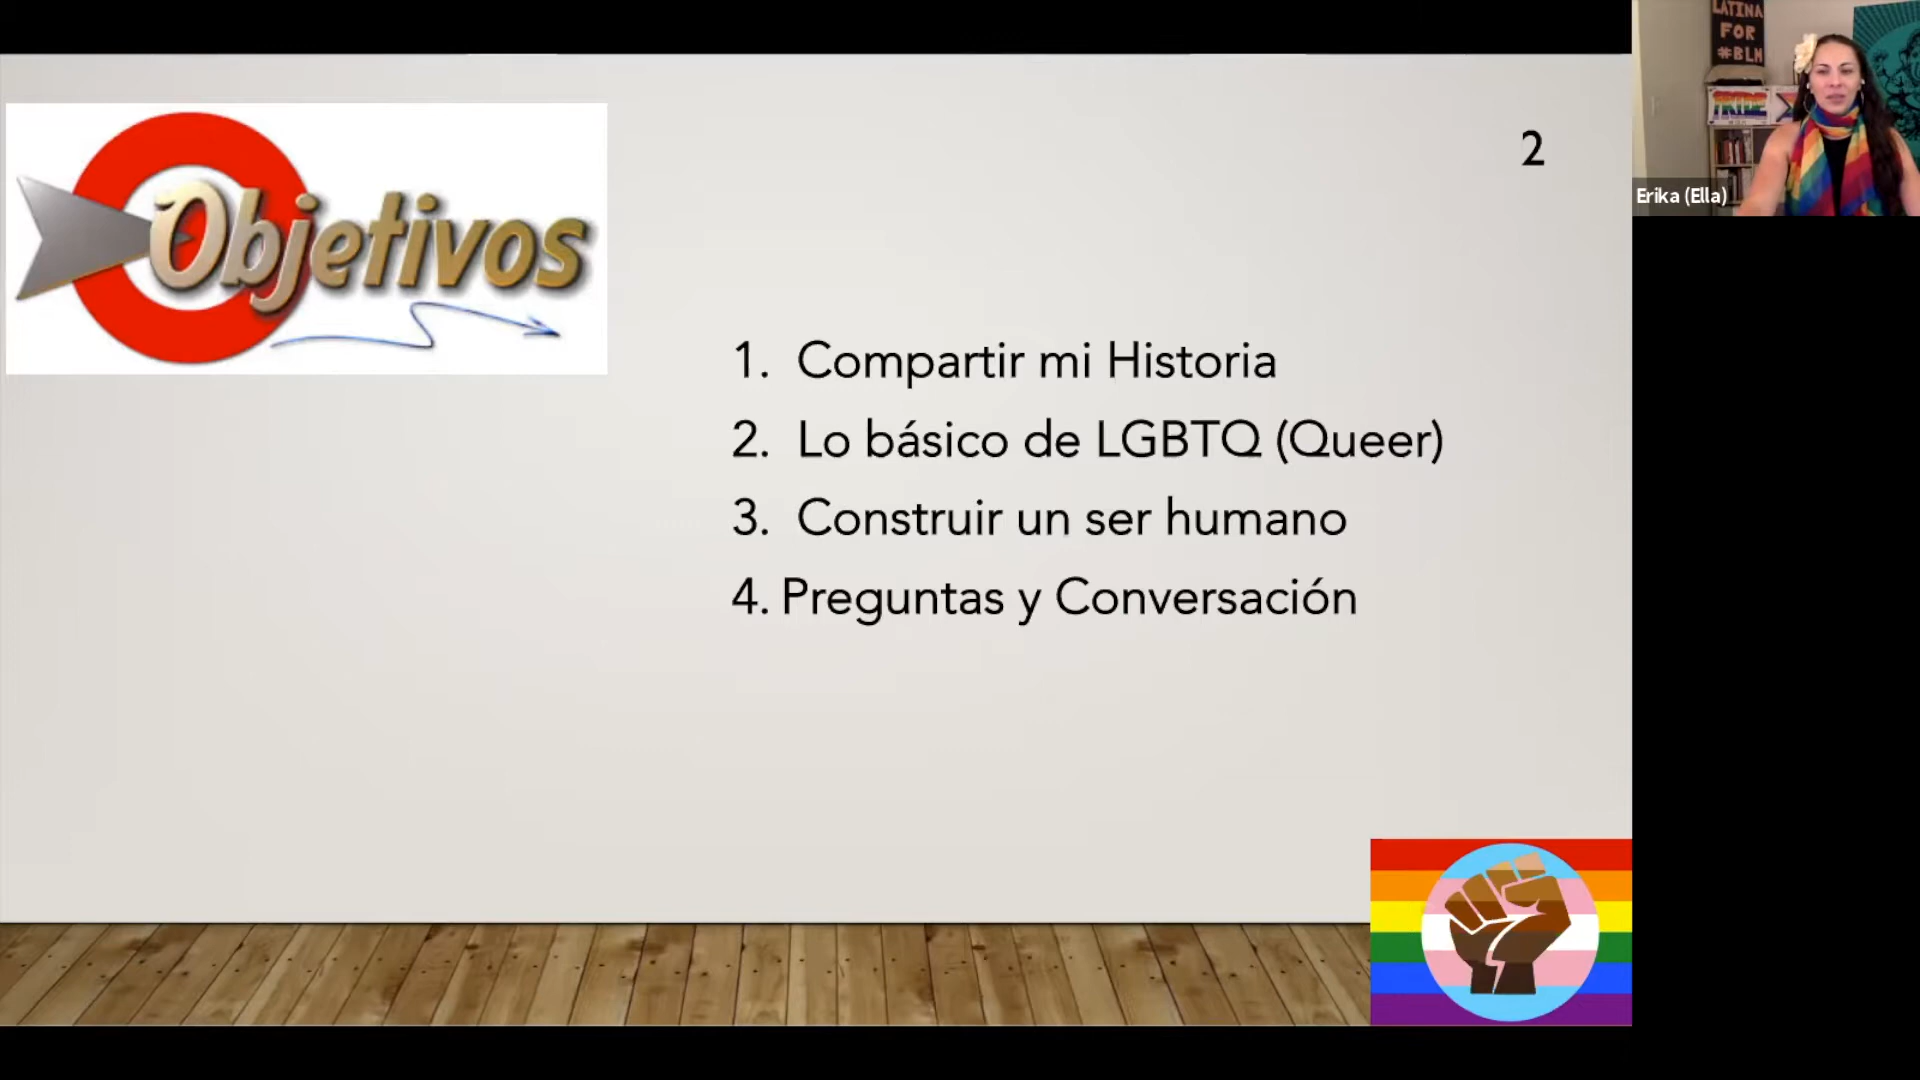 Objetivos
2
1. Compartir mi Historia
2. Lo básico de LGBTQ (Queer)
3. Construir un ser humano
4. Preguntas y Conversación
LATINA
FOR
#BLM
PRIDE
Erika (Ella)